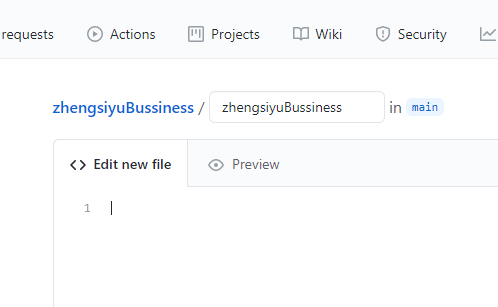 requests Actions Projects Wiki Security
zhengsiyuBussiness / zhengsiyuBussiness in main
<> Edit new file Preview
1